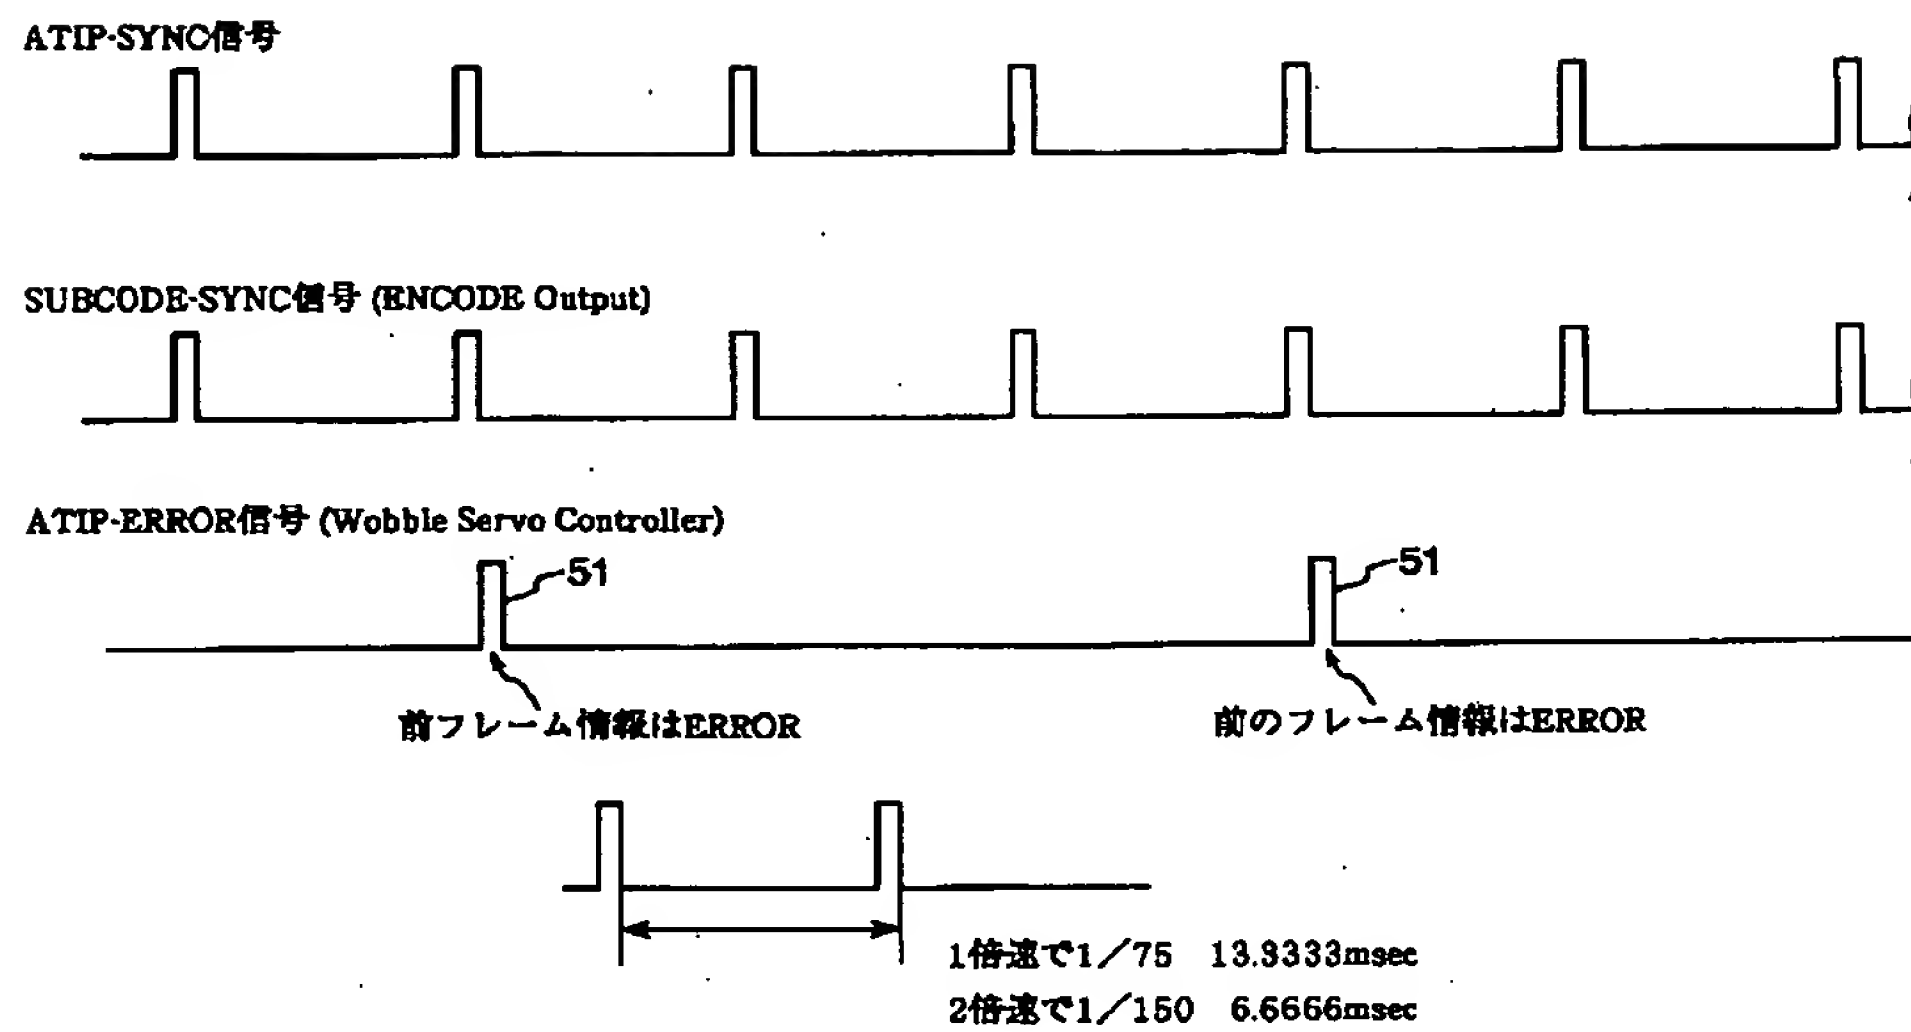 ATIP-SYNC信号
SUBCODE-SYNC信号 (ENCODE Output)
ATIP-ERROR信号 (Wobble Servo Controller)
51
51
前フレーム情報はERROR
前のフレーム情報はERROR
1倍速で1／75 13.3333msec
2倍速で1／150 6.6666msec